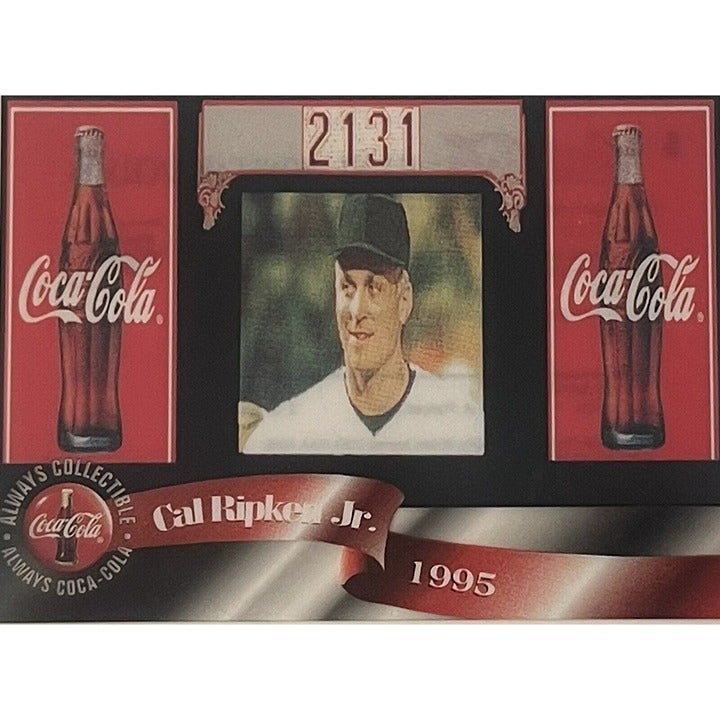 2131
Coca-Cola®
Coca-Cola®
ALWAYS COLLECTIBLE
Coca-Cola
ALWAYS COCA-COLA
Cal Ripken Jr.
1995